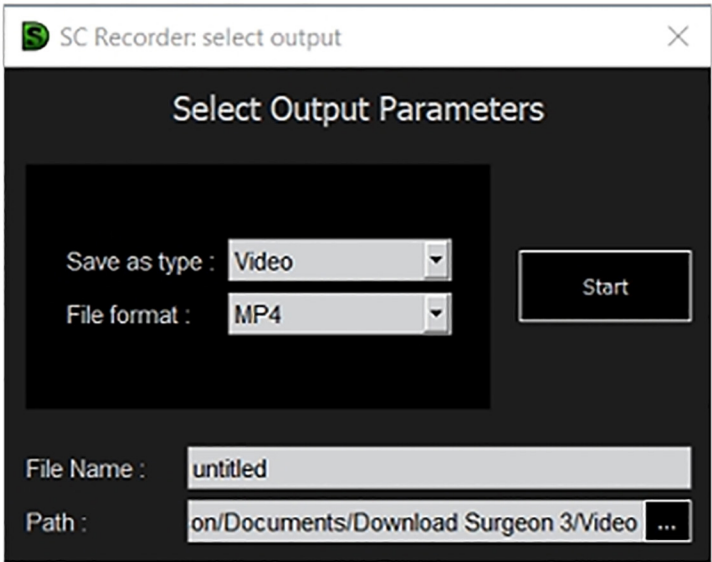 SC Recorder: select output
Select Output Parameters
Save as type : Video
File format : MP4
Start
File Name : untitled
Path : on/Documents/Download Surgeon 3/Video ...